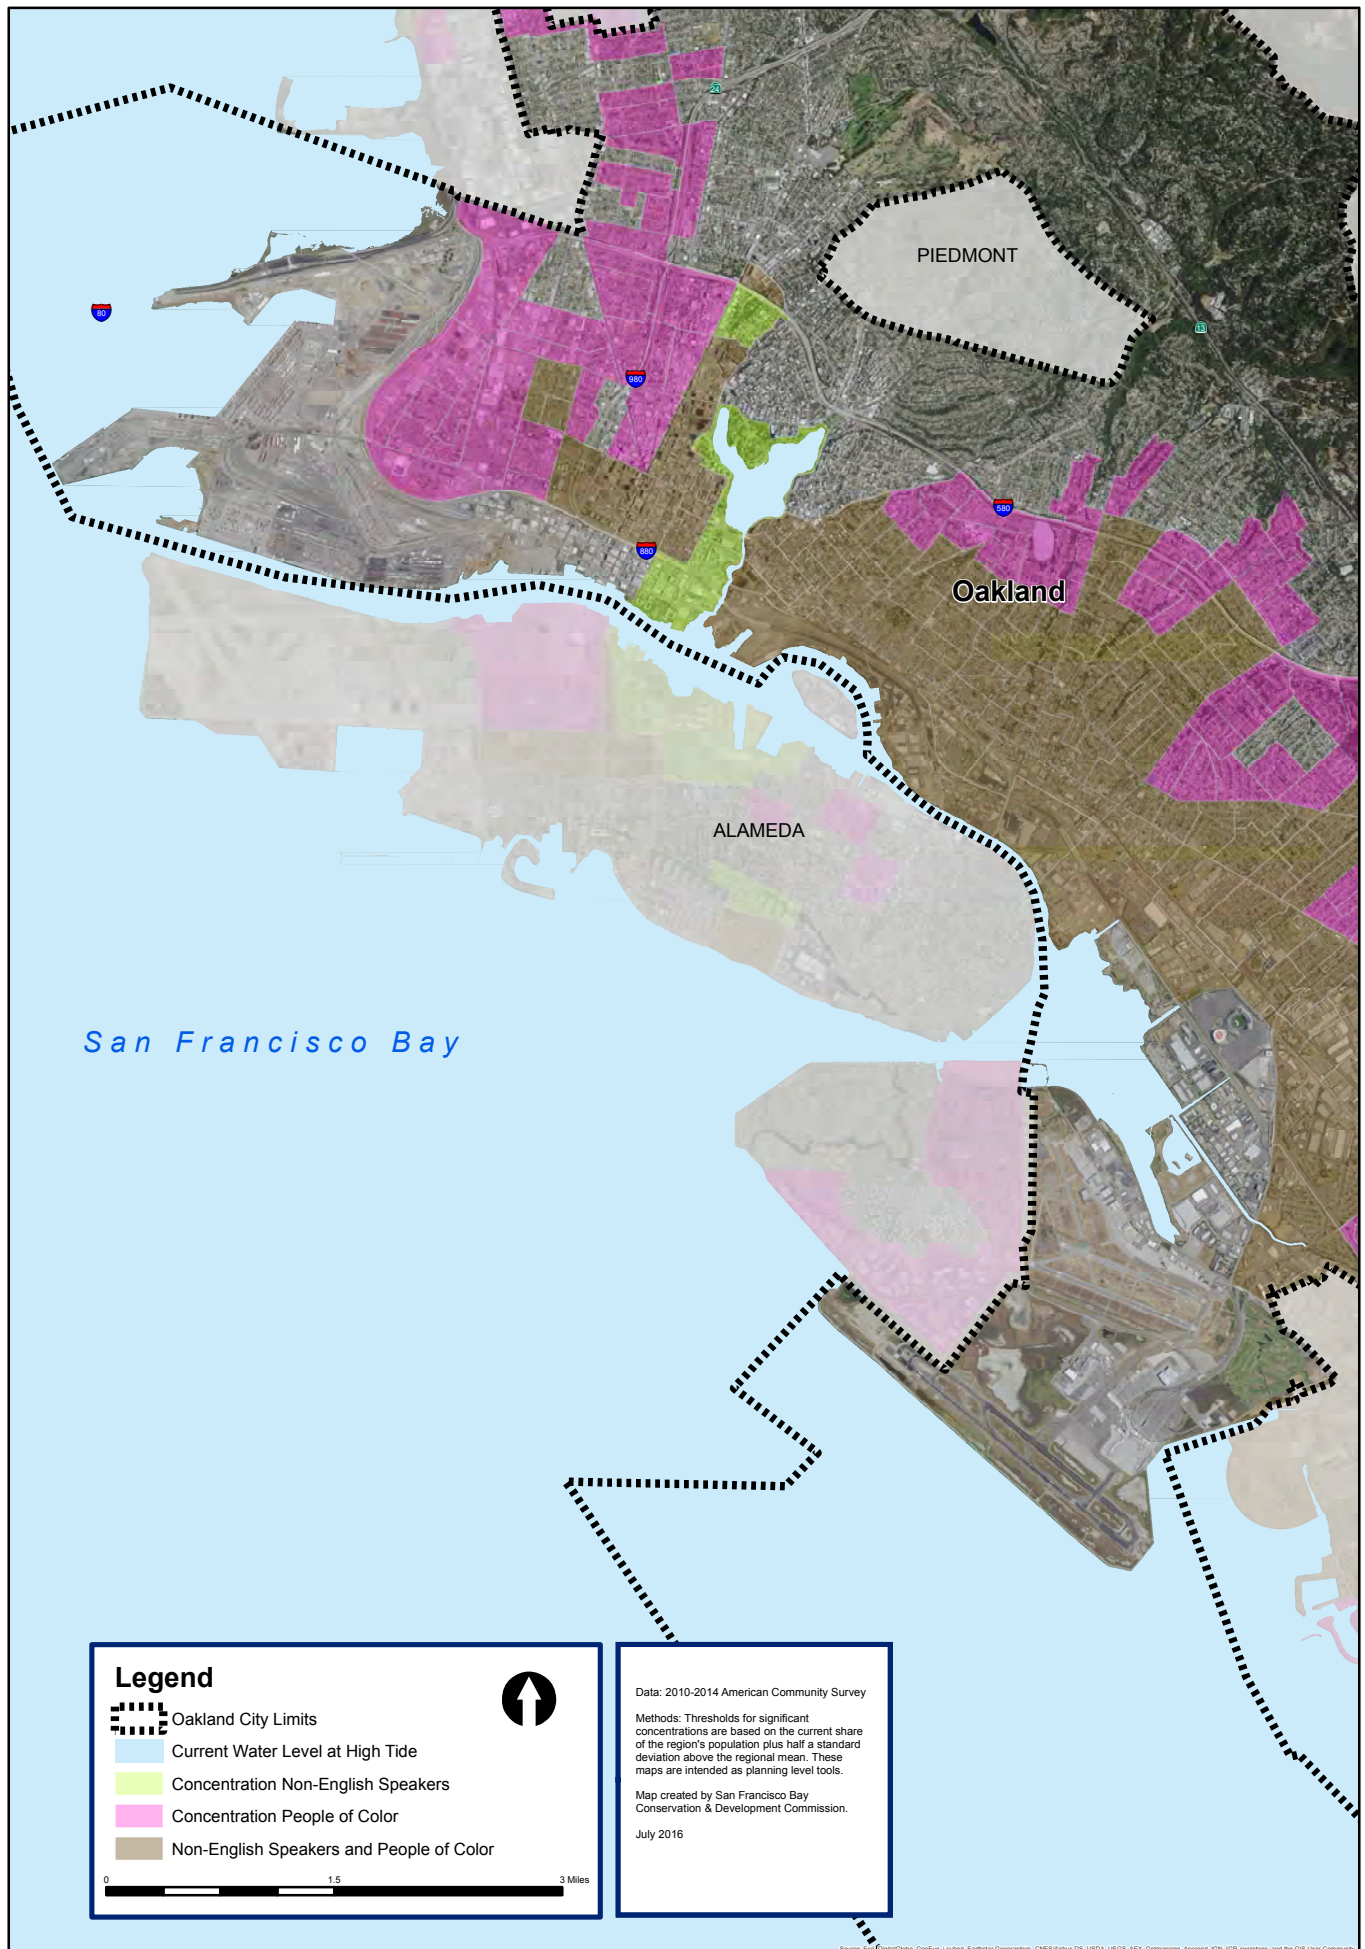 24
PIEDMONT
80
13
980
580
880
Oakland
ALAMEDA
San Francisco Bay
Legend
Oakland City Limits
Current Water Level at High Tide
Concentration Non-English Speakers
Concentration People of Color
Non-English Speakers and People of Color
0 1.5 3 Miles
Data: 2010-2014 American Community Survey
Methods: Thresholds for significant
concentrations are based on the current share
of the region's population plus half a standard
deviation above the regional mean. These
maps are intended as planning level tools.
Map created by San Francisco Bay
Conservation & Development Commission.
July 2016